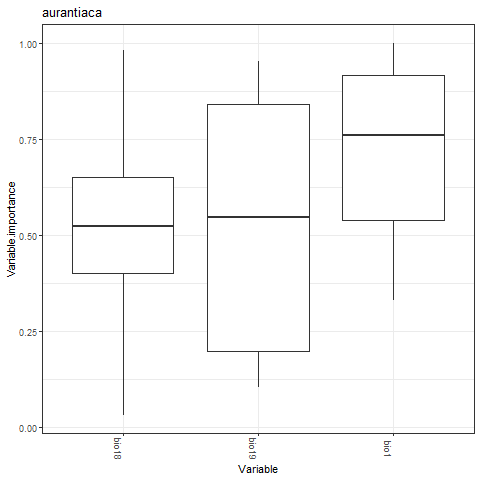 aurantiaca
Variable.importance
1.00
0.75
0.50
0.25
0.00
bio18
bio19
bio1
Variable